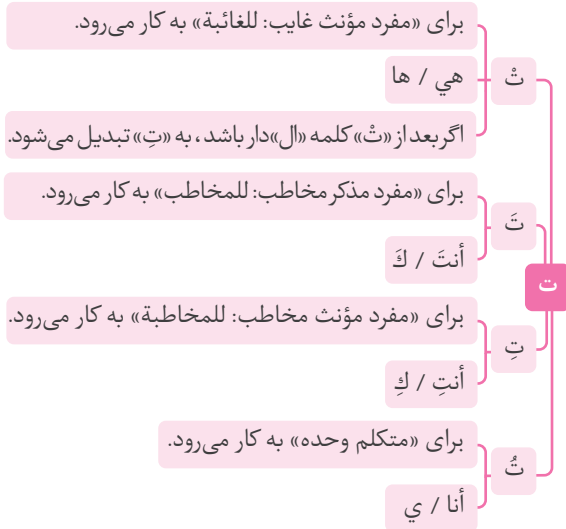 ت
تْ
برای «مفرد مؤنث غایب: للغائبة» به کار می‌رود.
هي / ها
اگر بعد از «تْ» کلمه «ال»دار باشد، به «تِ» تبدیل می‌شود.
تَ
برای «مفرد مذکر مخاطب: للمخاطب» به کار می‌رود.
أنتَ / كَ
تِ
برای «مفرد مؤنث مخاطب: للمخاطبة» به کار می‌رود.
أنتِ / كِ
تُ
برای «متکلم وحده» به کار می‌رود.
أنا / ي